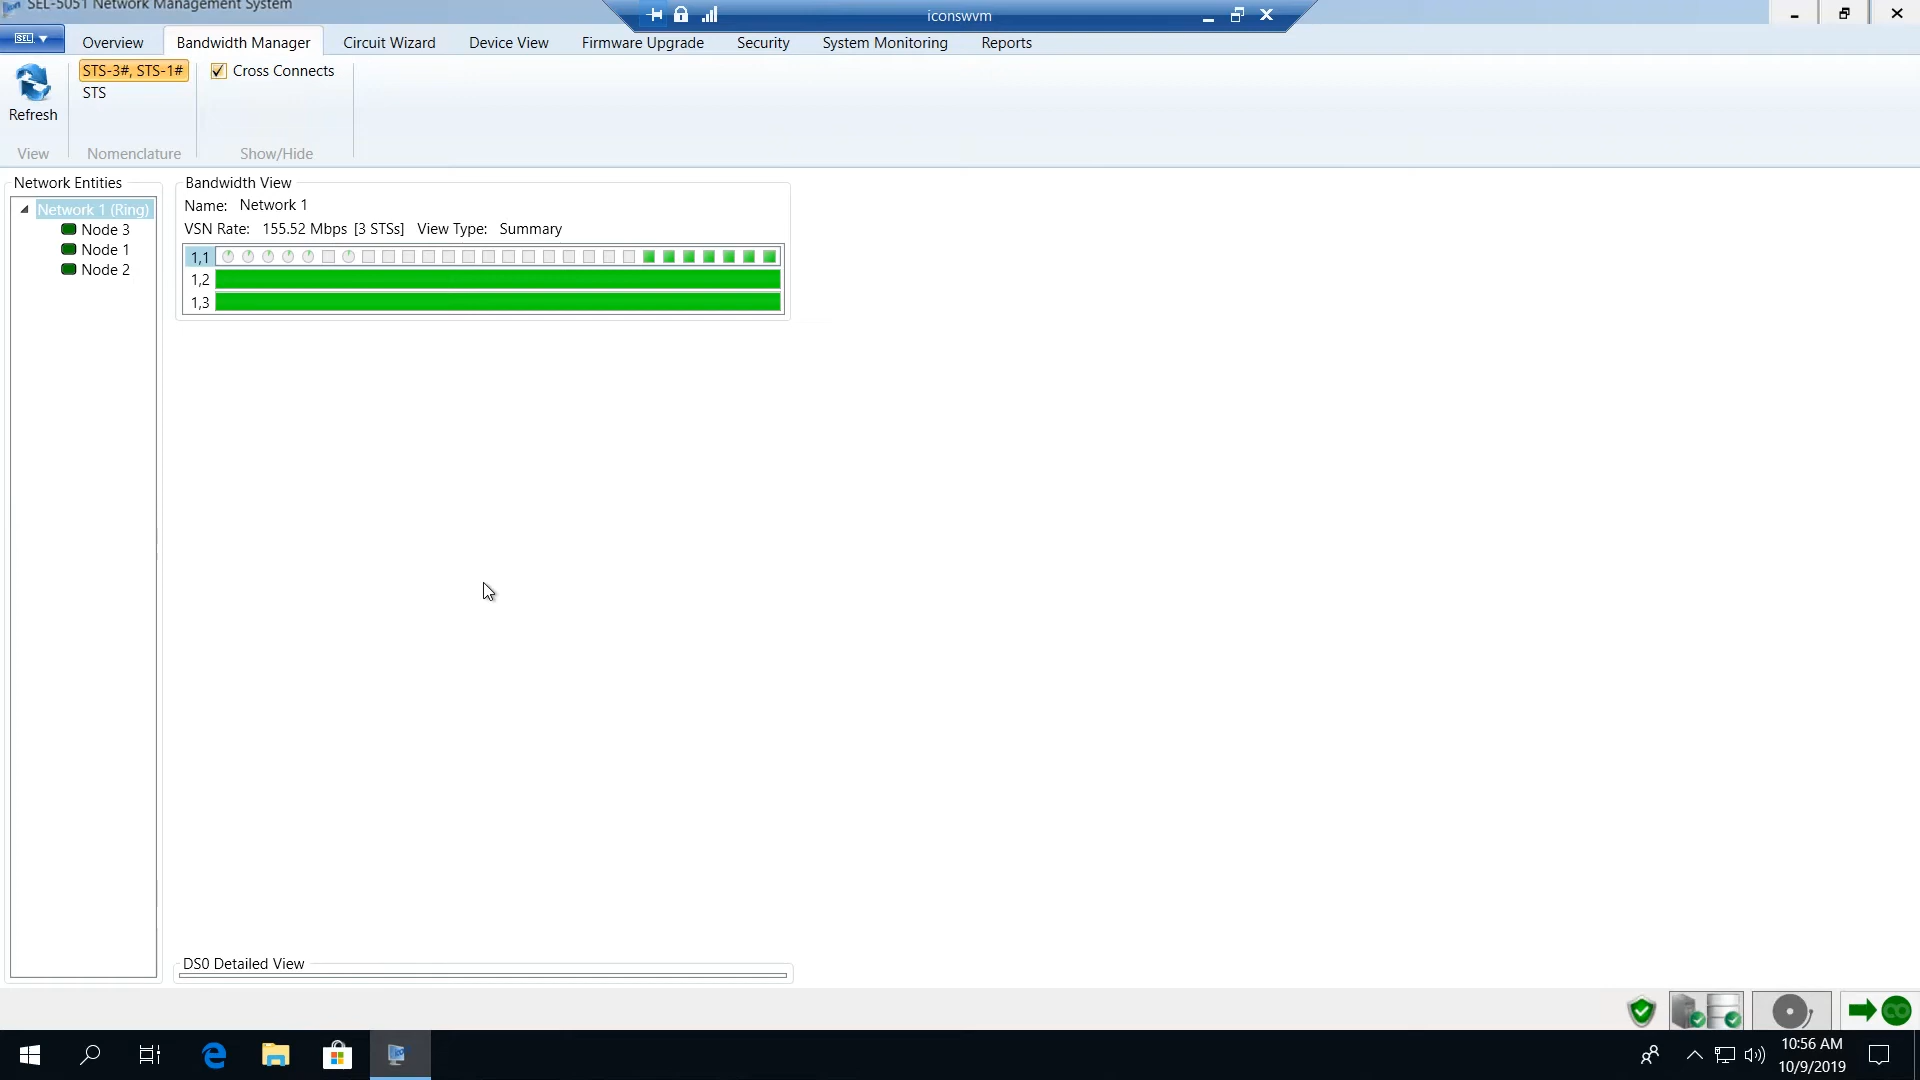 SEL-5051 Network Management System
iconswvm
SEL
Overview
Bandwidth Manager
Circuit Wizard
Device View
Firmware Upgrade
Security
System Monitoring
Reports
Refresh
View
STS-3#, STS-1#
STS
Nomenclature
Cross Connects
Show/Hide
Network Entities
Network 1 (Ring)
Node 3
Node 1
Node 2
Bandwidth View
Name: Network 1
VSN Rate: 155.52 Mbps [3 STSs] View Type: Summary
1,1
1,2
1,3
DS0 Detailed View
10:56 AM
10/9/2019